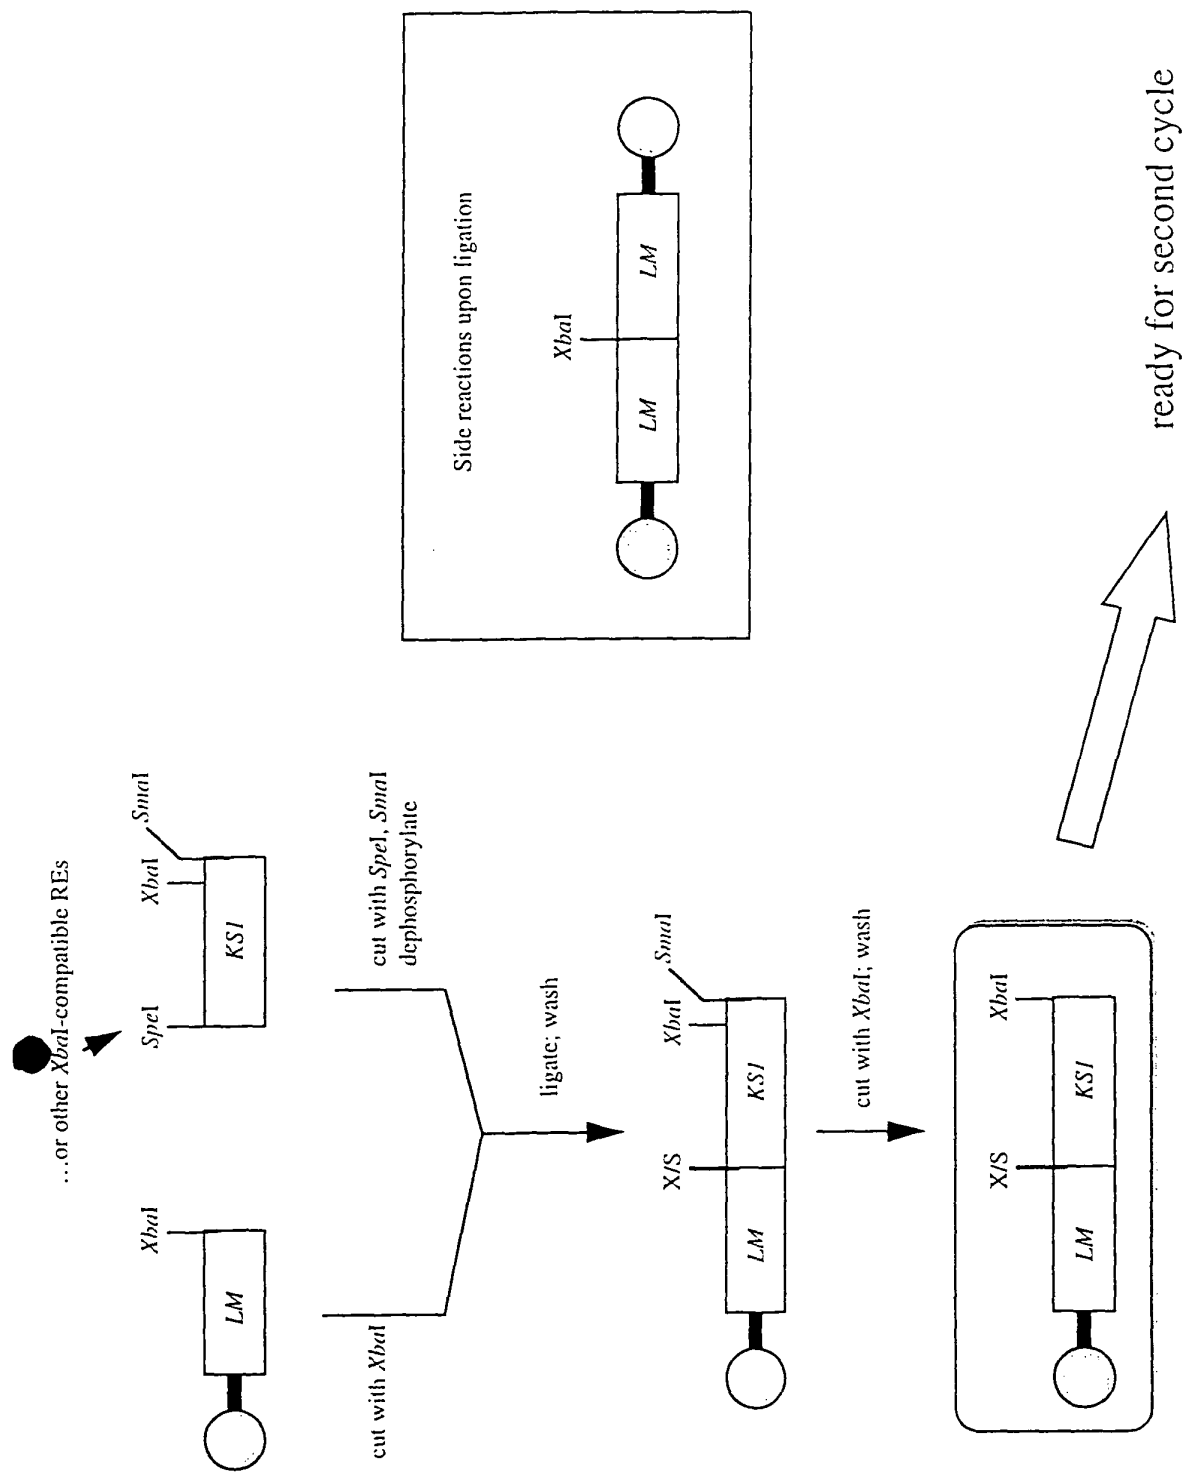 ...or other XbaI-compatible REs
XbaI
SpeI
XbaI
SmaI
LM
KS1
cut with XbaI
cut with SpeI, SmaI
dephosphorylate
ligate; wash
X/S
XbaI
SmaI
LM
KS1
cut with XbaI; wash
X/S
XbaI
LM
KS1
Side reactions upon ligation
XbaI
LM
LM
ready for second cycle